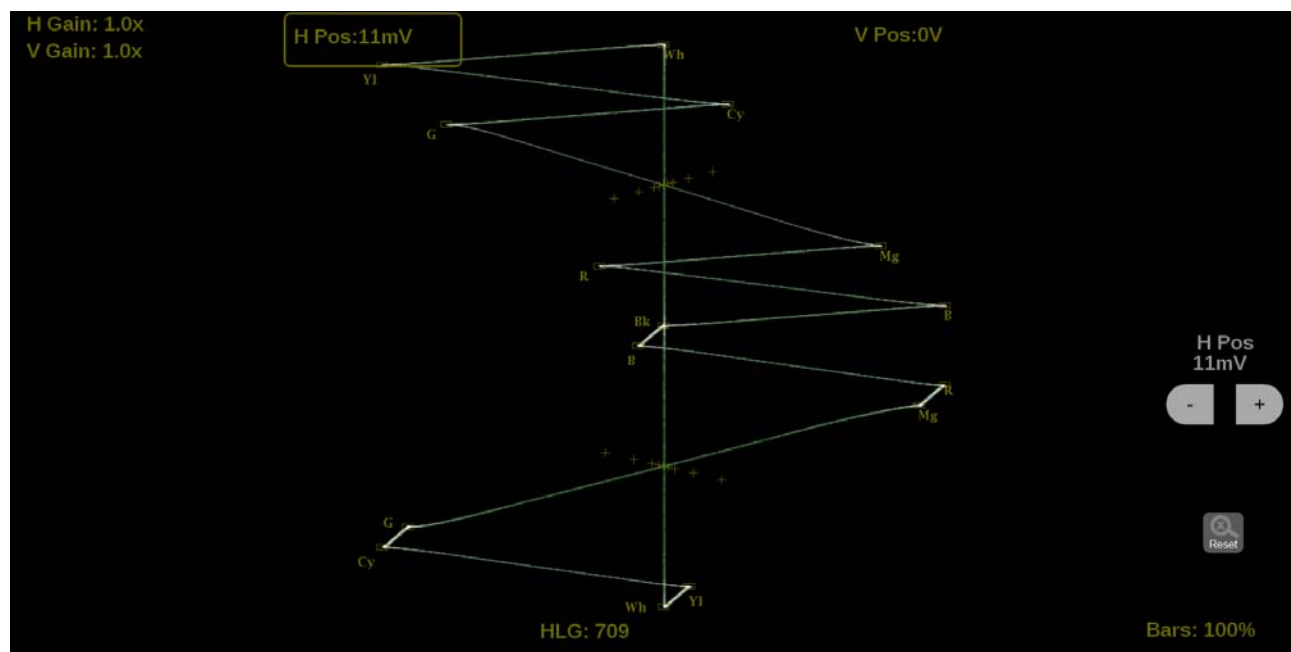 H Gain: 1.0x
V Gain: 1.0x
H Pos:11mV
V Pos:0V
Wh
Yl
Cy
G
Mg
R
B
Bk
B
R
Mg
G
Cy
Yl
Wh
H Pos
11mV
-
+
Reset
HLG: 709
Bars: 100%